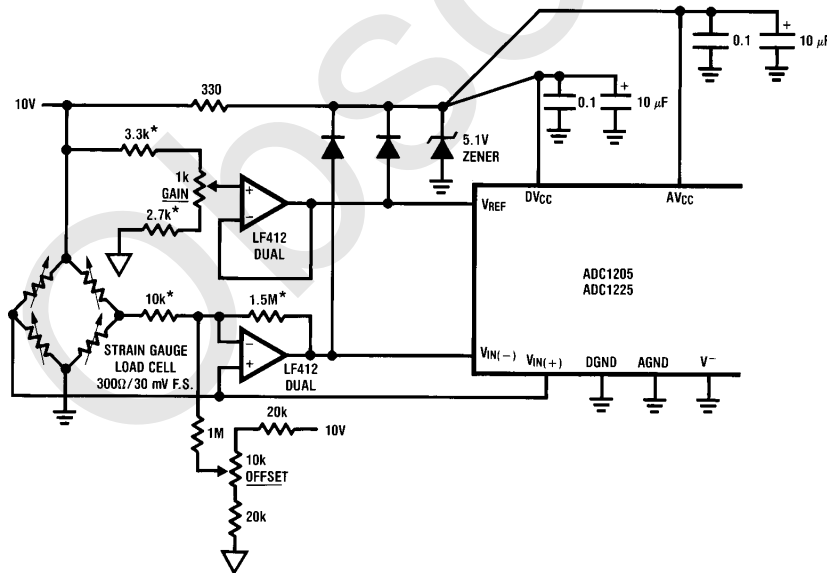 0.1
10 μF
10V
330
0.1
10 μF
3.3k*
5.1V
ZENER
1k
GAIN
2.7k*
LF412
DUAL
VREF
DVCC
AVCC
ADC1205
ADC1225
10k*
1.5M*
STRAIN GAUGE
LOAD CELL
300Ω/30 mV F.S.
LF412
DUAL
VIN(−)
VIN(+)
DGND
AGND
V−
1M
20k
10V
10k
OFFSET
20k